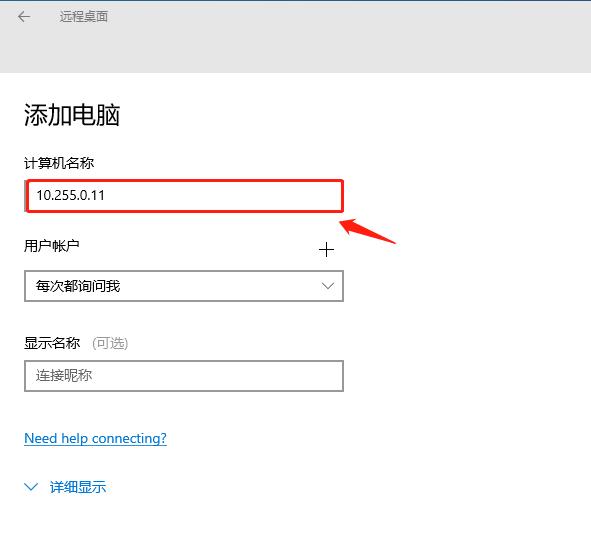 远程桌面
添加电脑
计算机名称
10.255.0.11
用户帐户
每次都询问我
显示名称 (可选)
连接昵称
Need help connecting?
详细显示